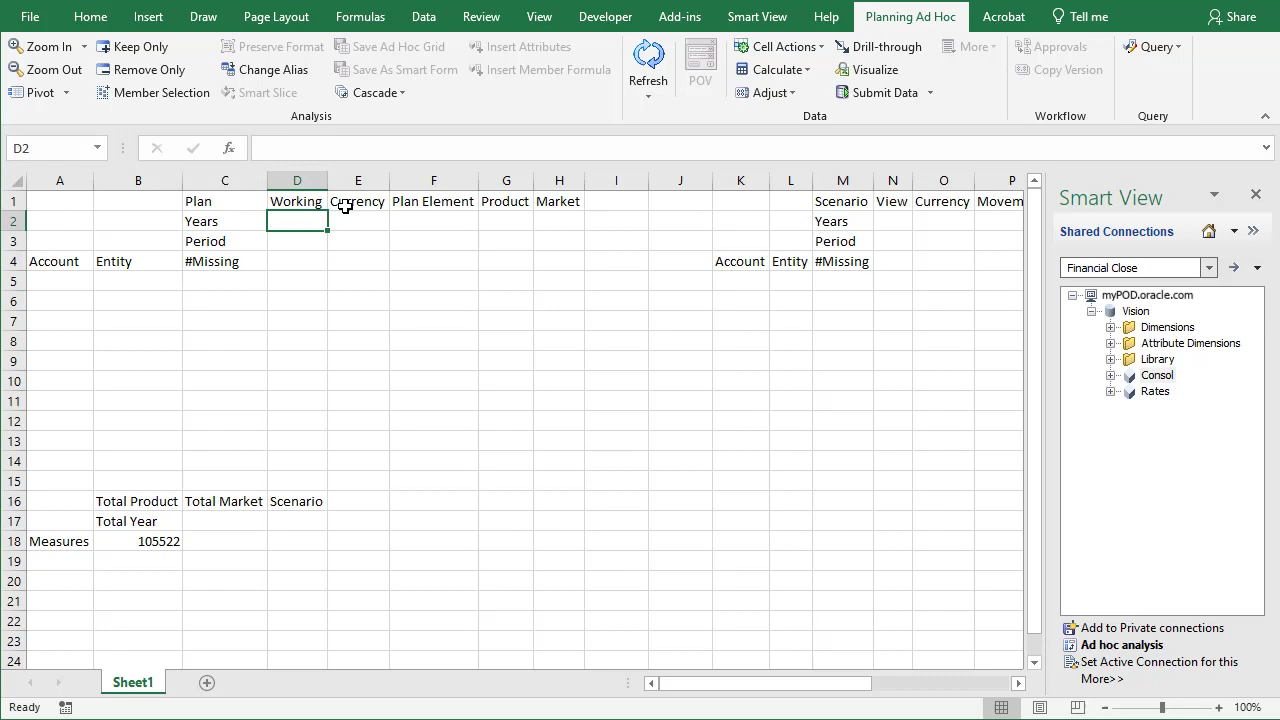 File Home Insert Draw Page Layout Formulas Data Review View Developer Add-ins Smart View Help Planning Ad Hoc Acrobat Tell me Share
Zoom In Keep Only Preserve Format Save Ad Hoc Grid Insert Attributes Cell Actions Drill-through More Approvals Query
Zoom Out Remove Only Change Alias Save As Smart Form Insert Member Formula Refresh POV Calculate Visualize Copy Version
Pivot Member Selection Smart Slice Cascade Adjust Submit Data
Analysis Data Workflow Query
D2 fx
A B C D E F G H I J K L M N O P
1 Plan Working Currency Plan Element Product Market Scenario View Currency Movem
2 Years Years
3 Period Period
4 Account Entity #Missing Account Entity #Missing
5
6
7
8
9
10
11
12
13
14
15
16 Total Product Total Market Scenario
17 Total Year
18 Measures 105522
19
20
21
22
23
24
Smart View
Shared Connections
Financial Close
myPOD.oracle.com
Vision
Dimensions
Attribute Dimensions
Library
Consol
Rates
Add to Private connections
Ad hoc analysis
Set Active Connection for this
More>>
Sheet1
Ready 100%